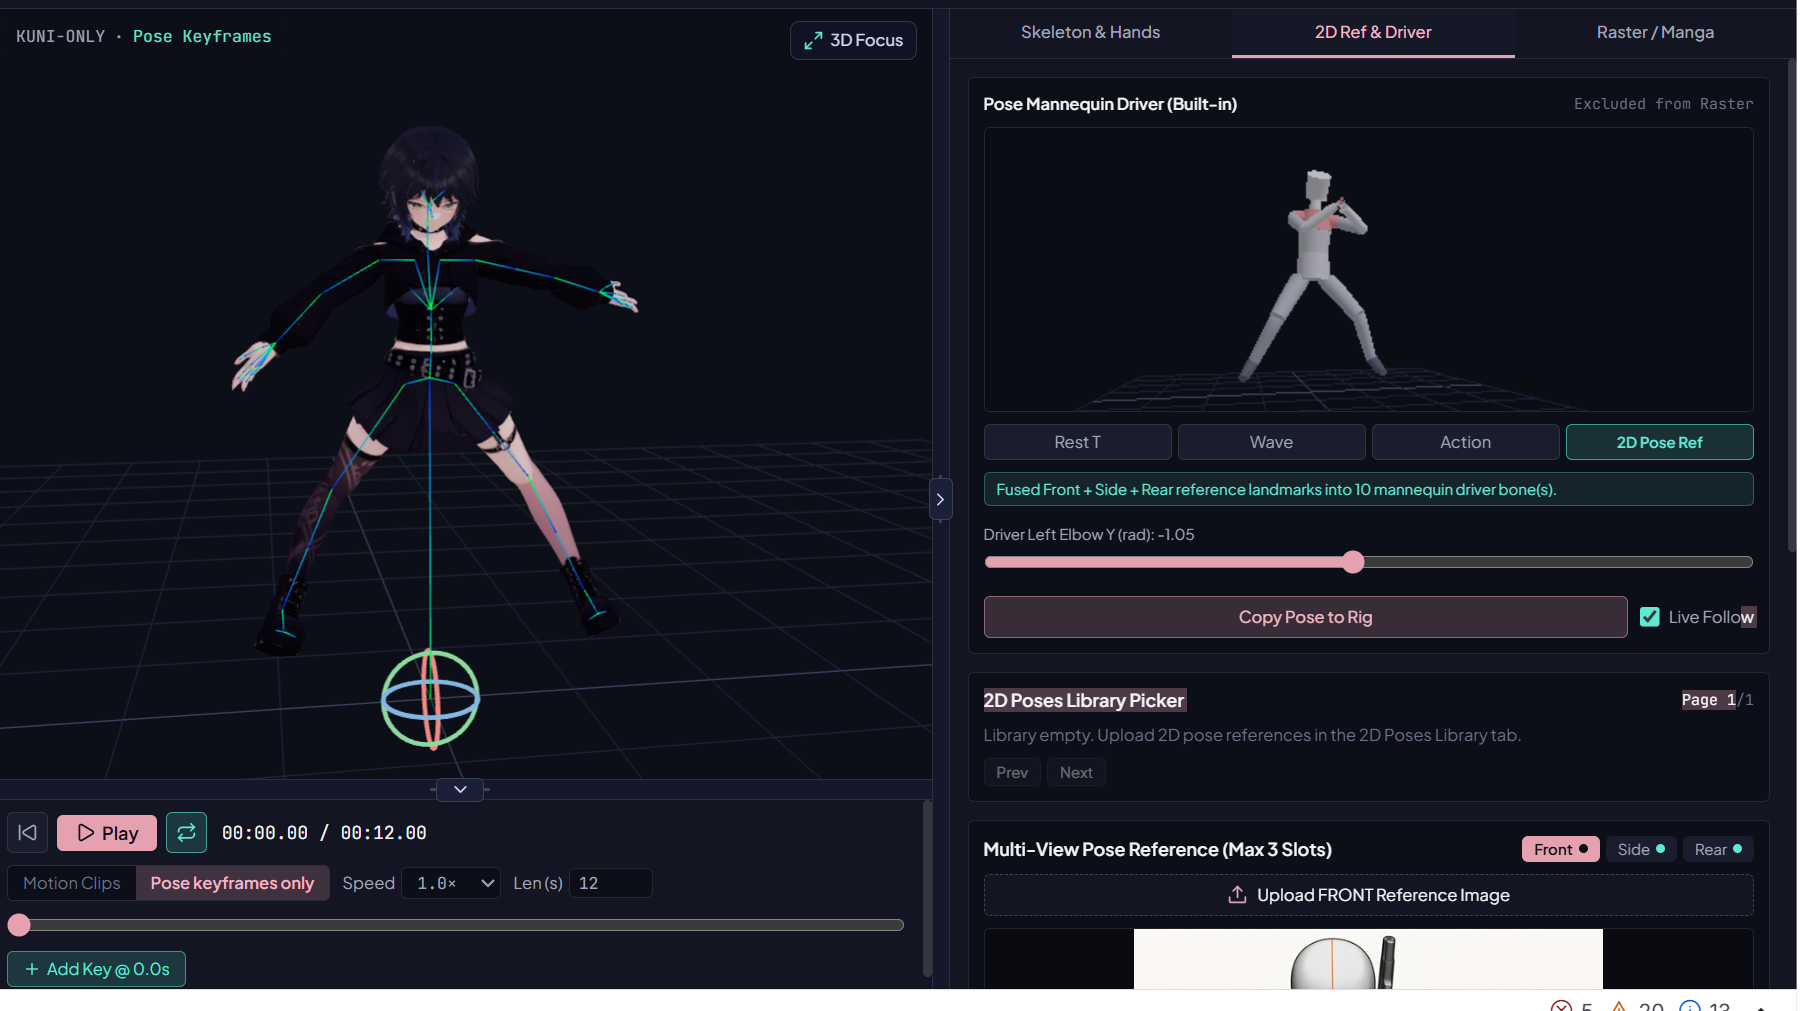 KUNI-ONLY · Pose Keyframes
3D Focus
Skeleton & Hands
2D Ref & Driver
Raster / Manga
Pose Mannequin Driver (Built-in)
Excluded from Raster
Rest T
Wave
Action
2D Pose Ref
Fused Front + Side + Rear reference landmarks into 10 mannequin driver bone(s).
Driver Left Elbow Y (rad): -1.05
Copy Pose to Rig
Live Follow
2D Poses Library Picker
Page 1/1
Library empty. Upload 2D pose references in the 2D Poses Library tab.
Prev
Next
Multi-View Pose Reference (Max 3 Slots)
Front
Side
Rear
Upload FRONT Reference Image
Play
00:00.00 / 00:12.00
Motion Clips
Pose keyframes only
Speed
1.0×
Len (s)
12
+ Add Key @ 0.0s